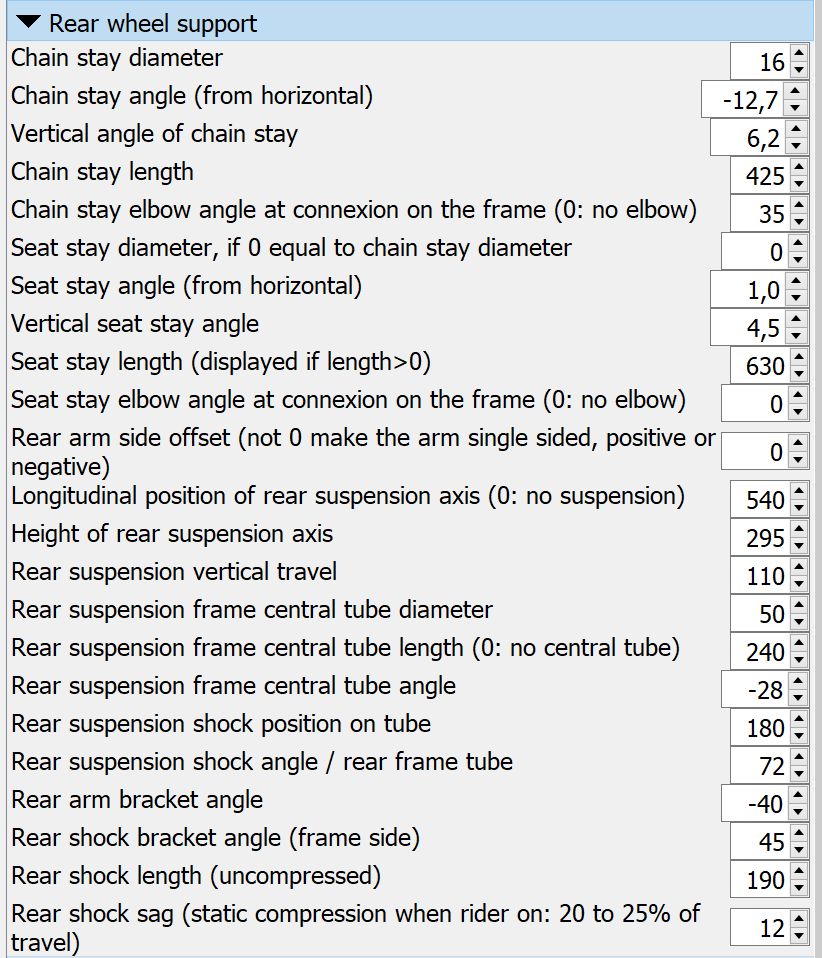 Rear wheel support
Chain stay diameter 16
Chain stay angle (from horizontal) -12,7
Vertical angle of chain stay 6,2
Chain stay length 425
Chain stay elbow angle at connexion on the frame (0: no elbow) 35
Seat stay diameter, if 0 equal to chain stay diameter 0
Seat stay angle (from horizontal) 1,0
Vertical seat stay angle 4,5
Seat stay length (displayed if length>0) 630
Seat stay elbow angle at connexion on the frame (0: no elbow) 0
Rear arm side offset (not 0 make the arm single sided, positive or
negative) 0
Longitudinal position of rear suspension axis (0: no suspension) 540
Height of rear suspension axis 295
Rear suspension vertical travel 110
Rear suspension frame central tube diameter 50
Rear suspension frame central tube length (0: no central tube) 240
Rear suspension frame central tube angle -28
Rear suspension shock position on tube 180
Rear suspension shock angle / rear frame tube 72
Rear arm bracket angle -40
Rear shock bracket angle (frame side) 45
Rear shock length (uncompressed) 190
Rear shock sag (static compression when rider on: 20 to 25% of
travel) 12